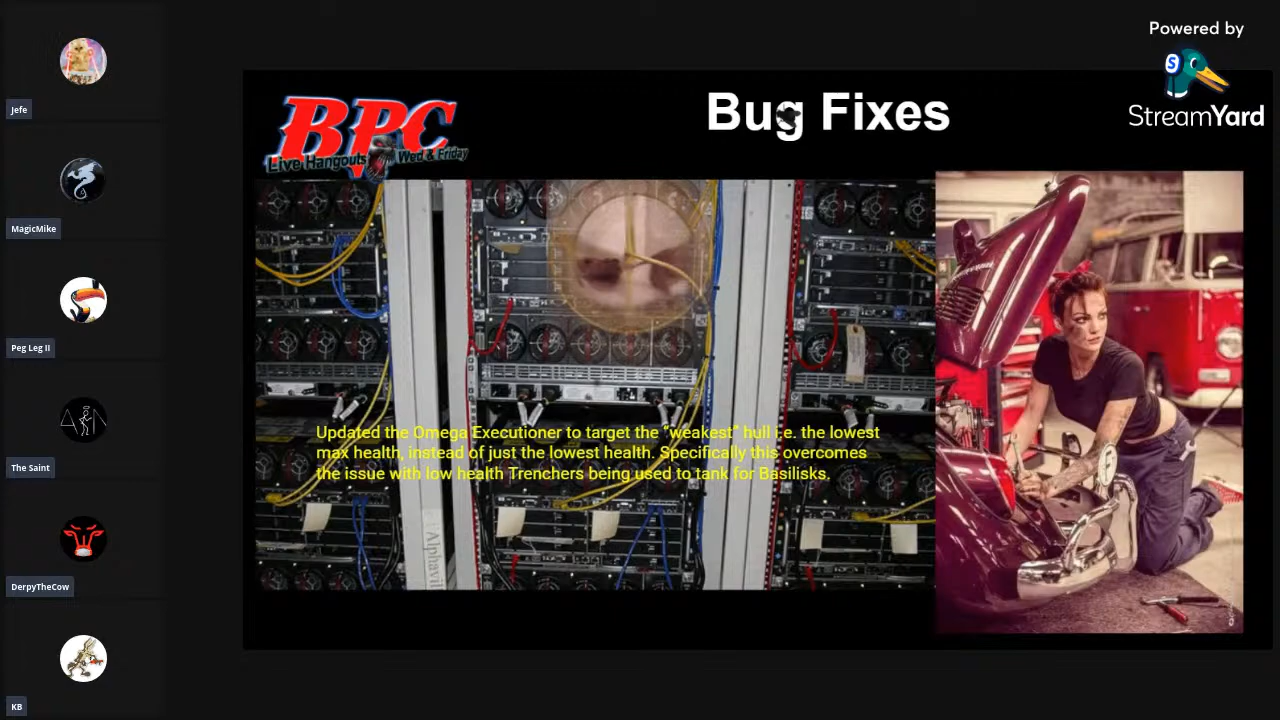 Powered by
StreamYard
Jefe
MagicMike
Peg Leg II
The Saint
DerpyTheCow
KB
BPC
Live Hangouts Wed & Friday
Bug Fixes
Updated the Omega Executioner to target the “weakest” hull i.e. the lowest
max health, instead of just the lowest health. Specifically this overcomes
the issue with low health Trenchers being used to tank for Basilisks.